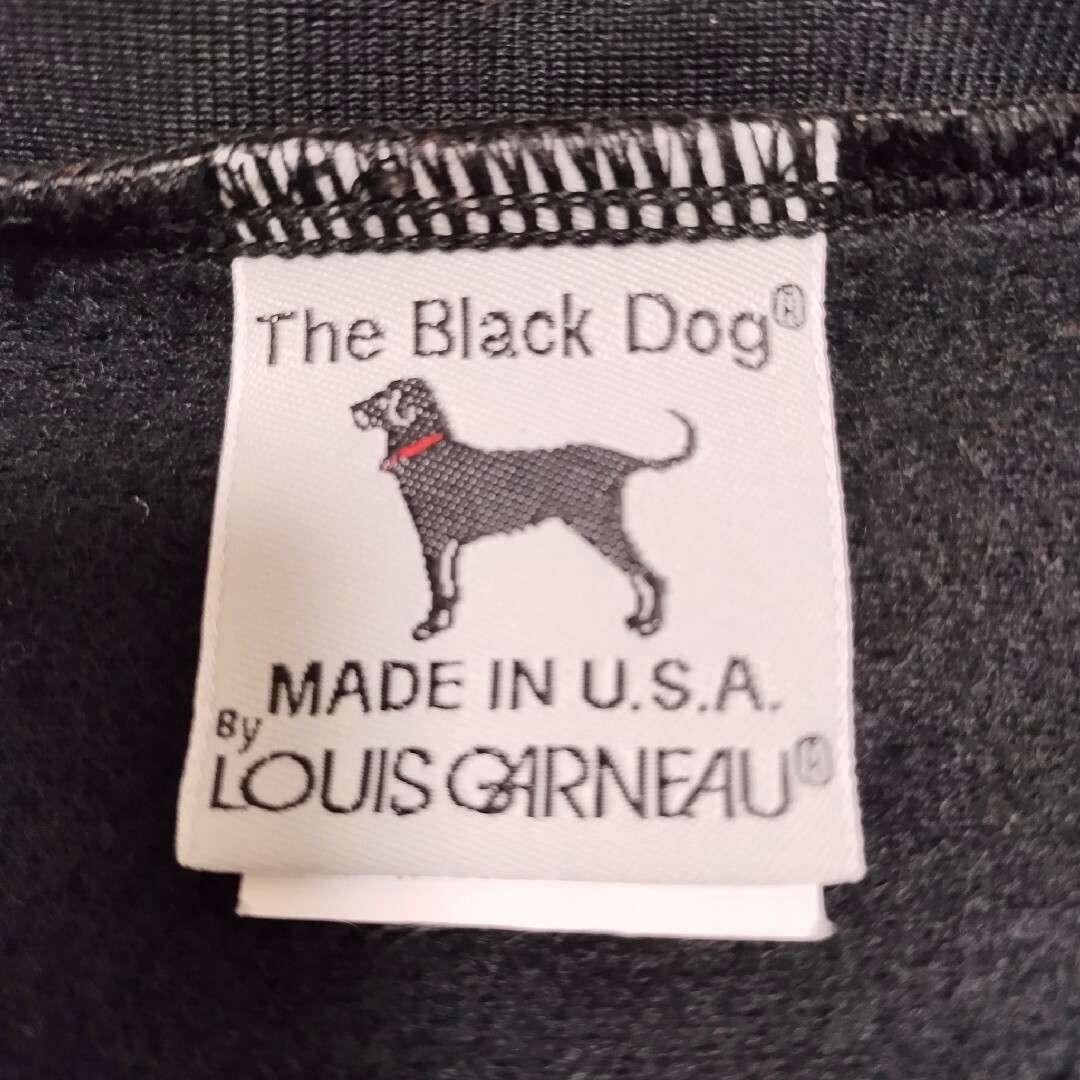 The Black Dog®
MADE IN U.S.A.
By
LOUIS GARNEAU®